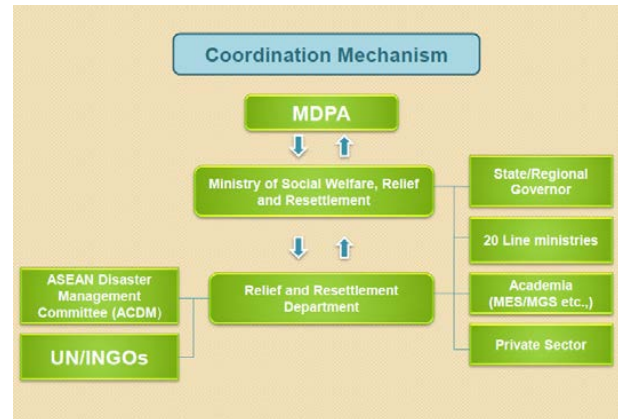 Coordination Mechanism
MDPA
Ministry of Social Welfare, Relief
and Resettlement
State/Regional
Governor
20 Line ministries
ASEAN Disaster
Management
Committee (ACDM)
Relief and Resettlement
Department
Academia
(MES/MGS etc.,)
UN/INGOs
Private Sector